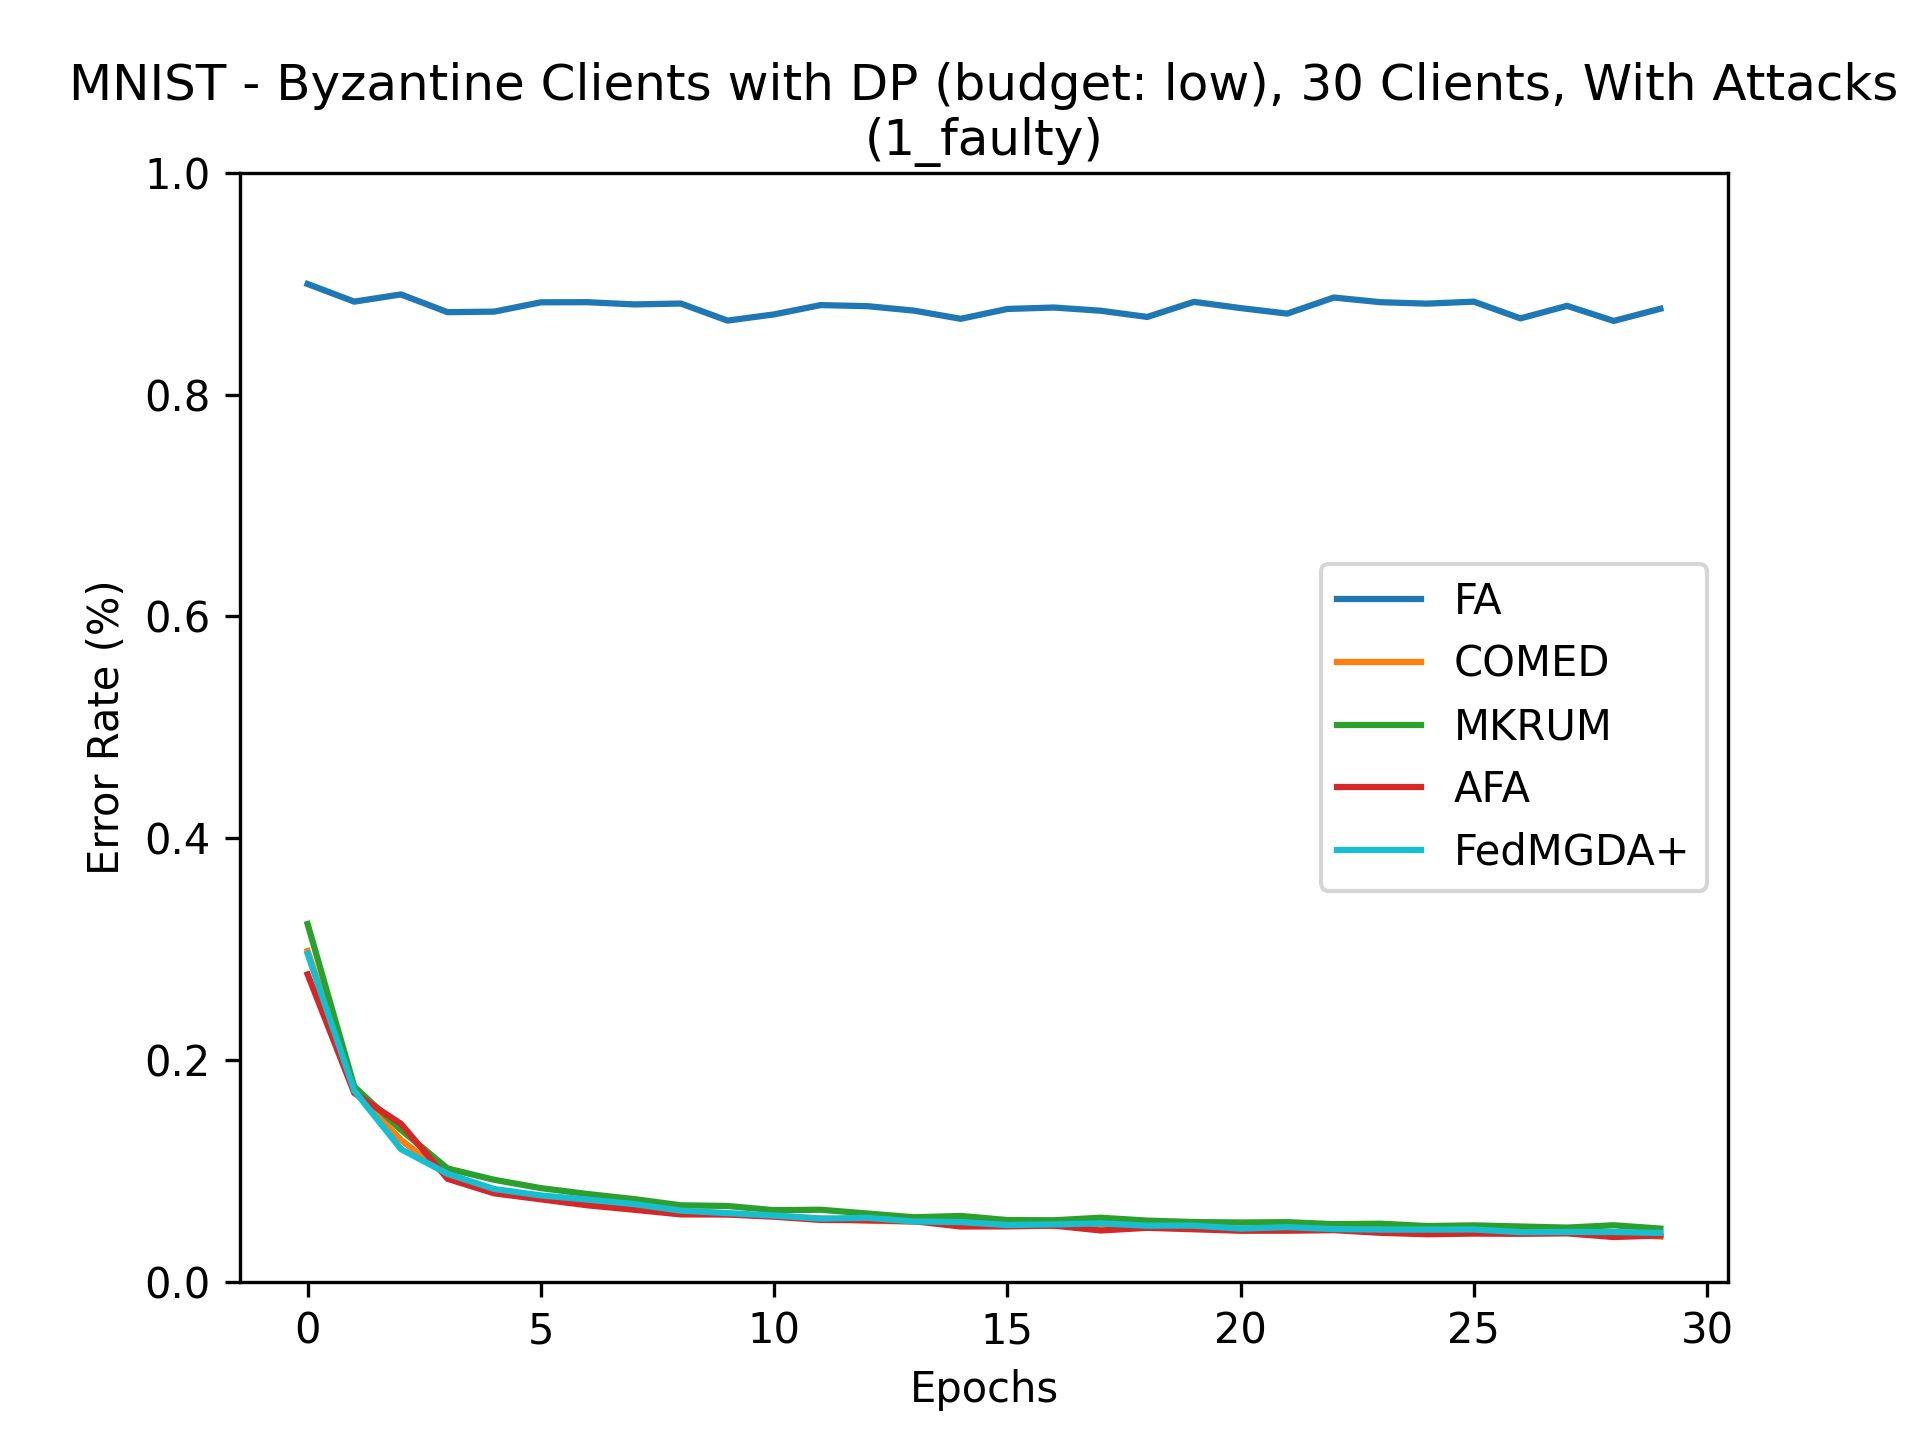 MNIST - Byzantine Clients with DP (budget: low), 30 Clients, With Attacks
(1_faulty)
1.0
0.8
0.6
0.4
0.2
0.0
Error Rate (%)
FA
COMED
MKRUM
AFA
FedMGDA+
0 5 10 15 20 25 30
Epochs